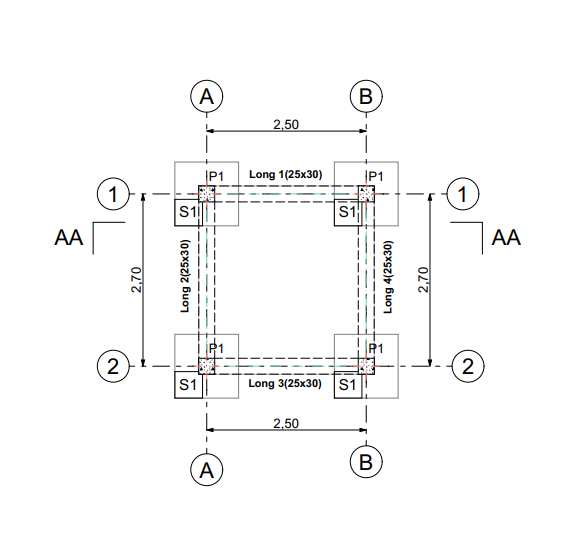 A
B
2,50
P1
Long 1(25x30)
P1
1
1
S1
S1
AA
AA
2,70
Long 2(25x30)
Long 4(25x30)
2,70
P1
P1
2
2
S1
Long 3(25x30)
S1
2,50
A
B